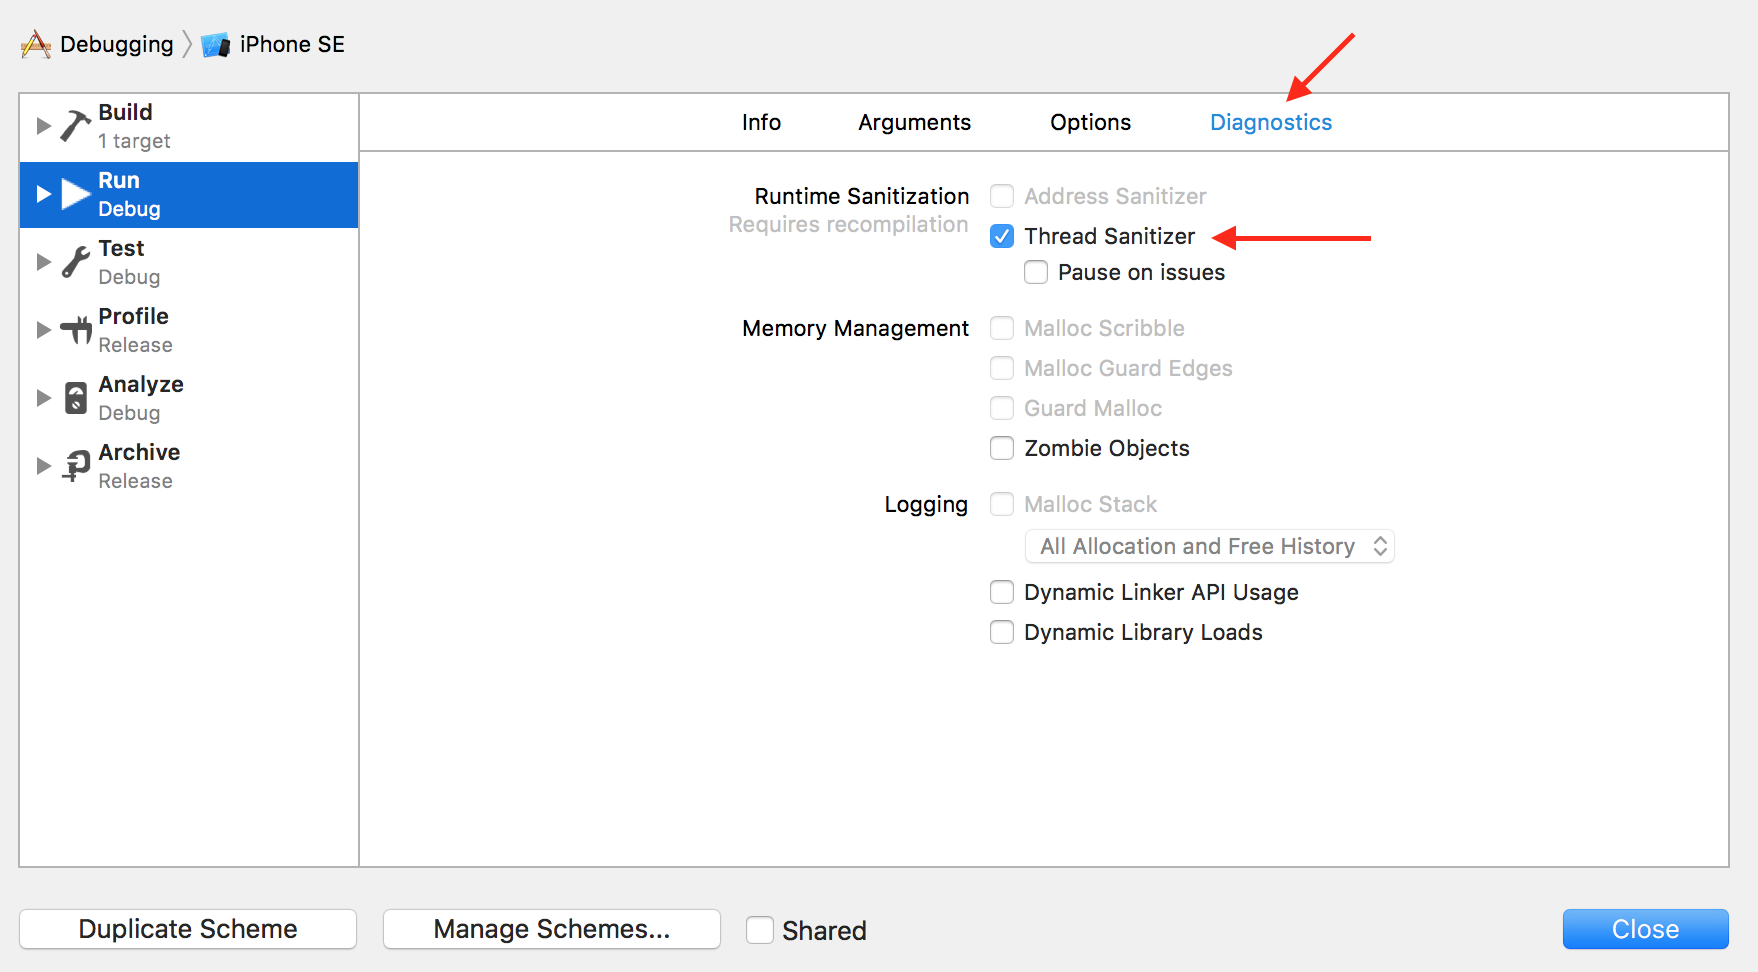 Debugging iPhone SE
Build
1 target
Run
Debug
Test
Debug
Profile
Release
Analyze
Debug
Archive
Release
Info Arguments Options Diagnostics
Runtime Sanitization Address Sanitizer
Requires recompilation
Thread Sanitizer
Pause on issues
Memory Management Malloc Scribble
Malloc Guard Edges
Guard Malloc
Zombie Objects
Logging Malloc Stack
All Allocation and Free History
Dynamic Linker API Usage
Dynamic Library Loads
Duplicate Scheme Manage Schemes... Shared Close